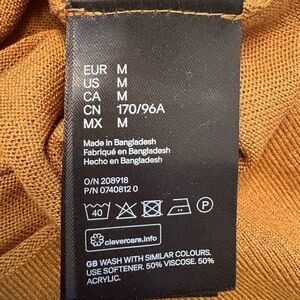 EUR M
US M
CA M
CN 170/96A
MX M
Made in Bangladesh
Fabriqué en Bangladesh
Hecho en Bangladesh
O/N 208918
P/N 0740812 0
40 P
clevercare.info
GB WASH WITH SIMILAR COLOURS.
USE SOFTENER. 50% VISCOSE. 50%
ACRYLIC.